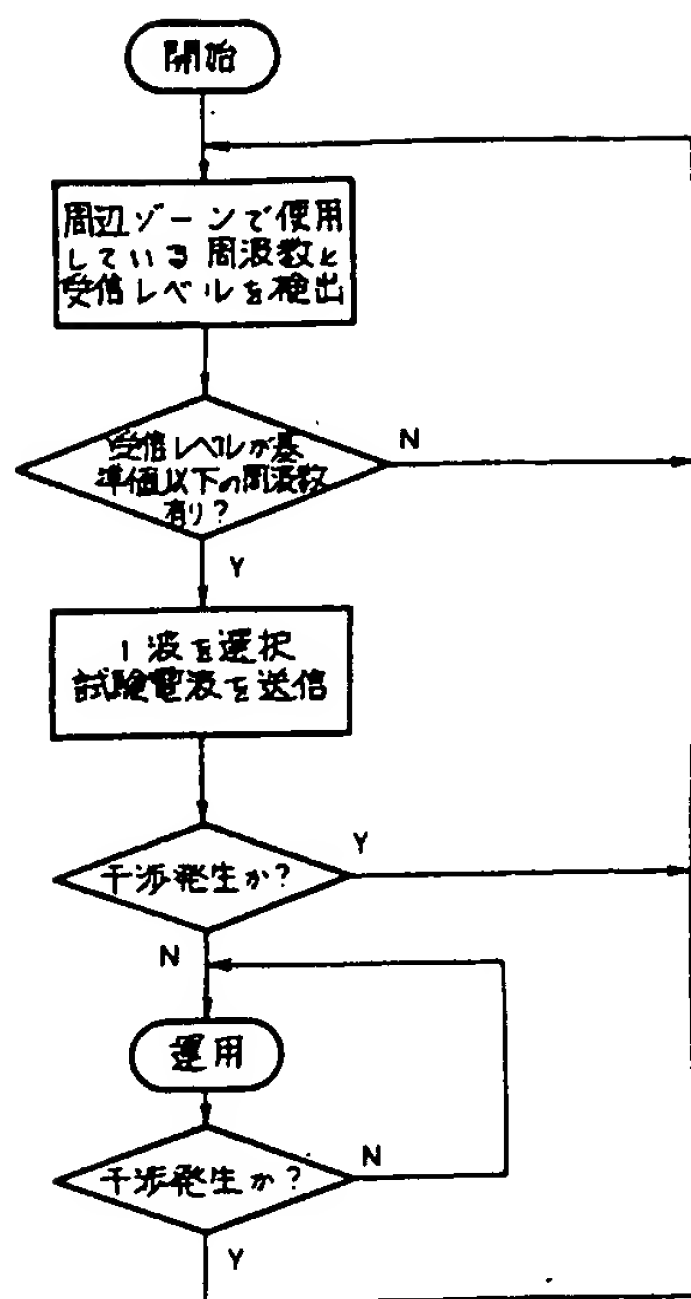 開始
周辺ゾーンで使用
している周波数と
受信レベルを検出
受信レベルが基
準値以下の周波数
有り?
N
Y
1波を選択
試験電波を送信
干渉発生か?
Y
N
運用
干渉発生か?
N
Y